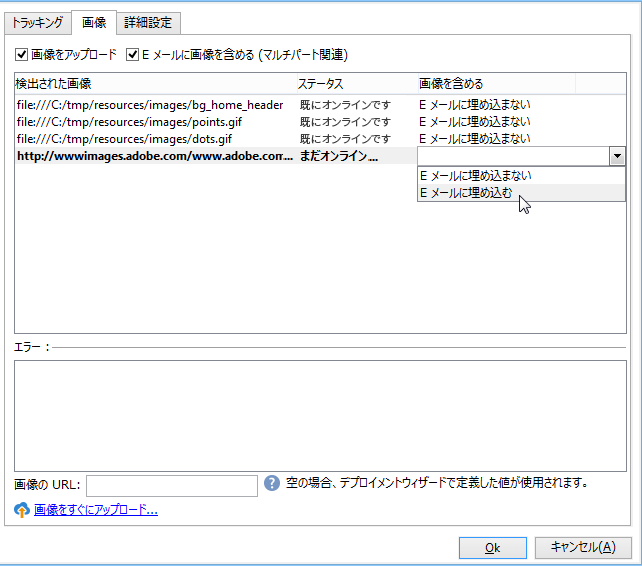 トラッキング 画像 詳細設定
画像をアップロード E メールに画像を含める (マルチパート関連)
検出された画像 ステータス 画像を含める
file:///C:/tmp/resources/images/bg_home_header 既にオンラインです E メールに埋め込まない
file:///C:/tmp/resources/images/points.gif 既にオンラインです E メールに埋め込まない
file:///C:/tmp/resources/images/dots.gif 既にオンラインです E メールに埋め込まない
http://wwwimages.adobe.com/www.adobe.com... まだオンライン...
E メールに埋め込まない
E メールに埋め込む
エラー :
画像の URL: ? 空の場合、デプロイメントウィザードで定義した値が使用されます。
画像をすぐにアップロード...
Ok キャンセル(A)